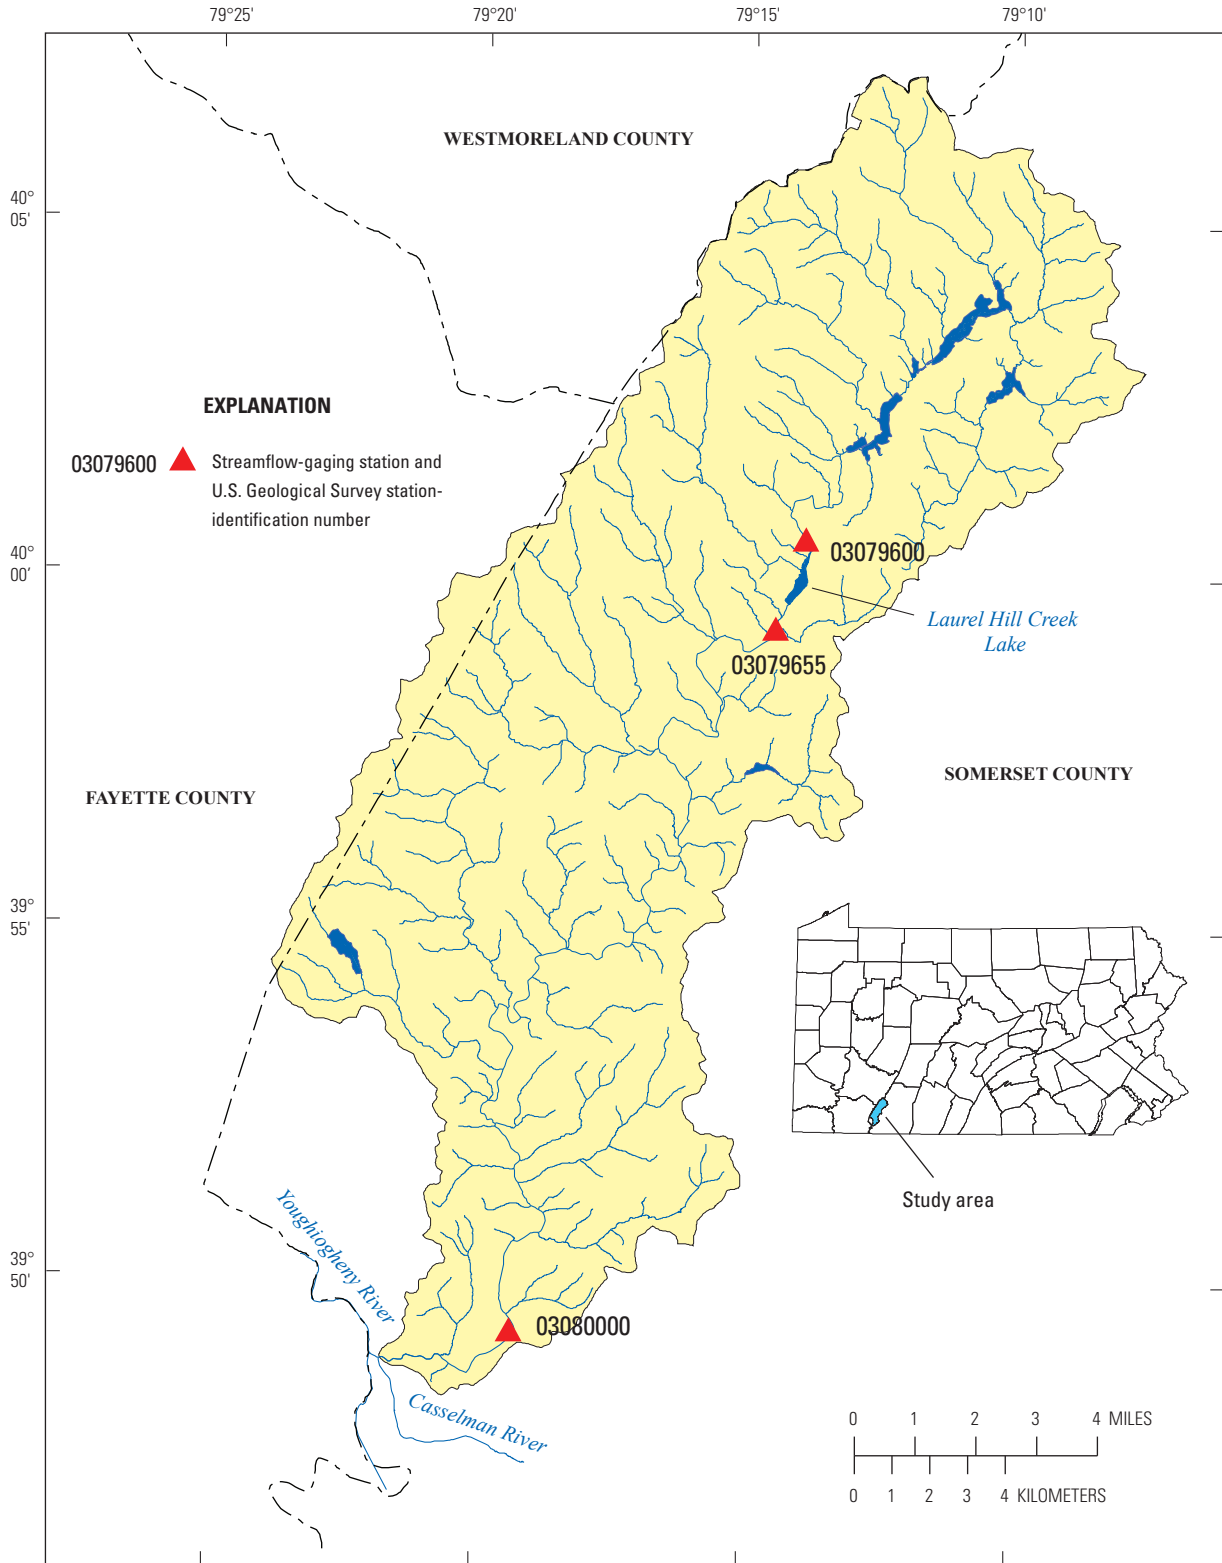 79°25'
79°20'
79°15'
79°10'
WESTMORELAND COUNTY
40°
05'
EXPLANATION
03079600
Streamflow-gaging station and
U.S. Geological Survey station-
identification number
40°
00'
03079600
Laurel Hill Creek
Lake
03079655
FAYETTE COUNTY
SOMERSET COUNTY
39°
55'
Study area
Youghiogheny River
39°
50'
03080000
Casselman River
0 1 2 3 4 MILES
0 1 2 3 4 KILOMETERS